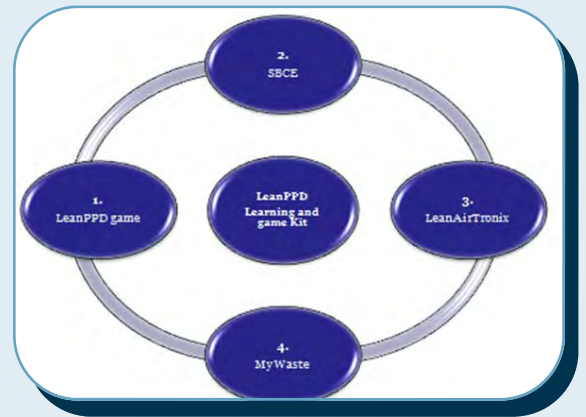 1.
LeanPPD game
2.
SBCE
3.
LeanAirTronix
4.
MyWaste
LeanPPD
Learning and
game Kit